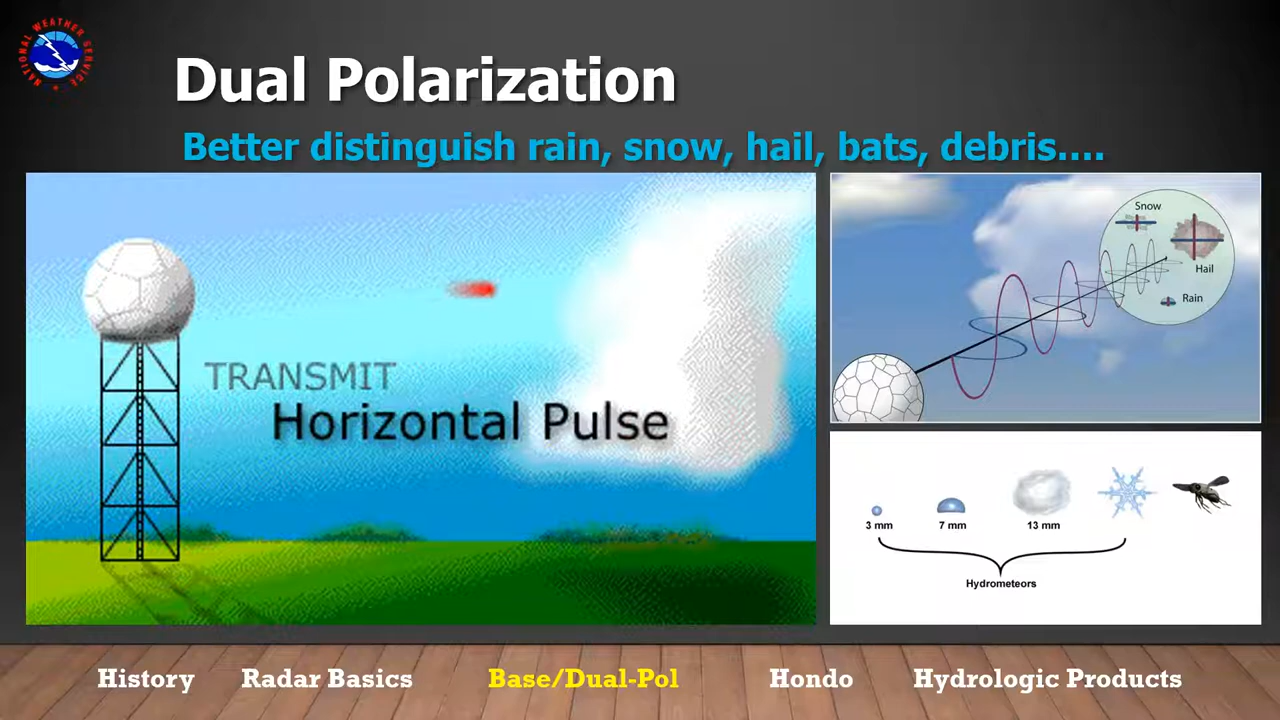 NATIONAL WEATHER SERVICE
Dual Polarization
Better distinguish rain, snow, hail, bats, debris....
TRANSMIT
Horizontal Pulse
Snow
Hail
Rain
3 mm
7 mm
13 mm
Hydrometeors
History Radar Basics Base/Dual-Pol Hondo Hydrologic Products